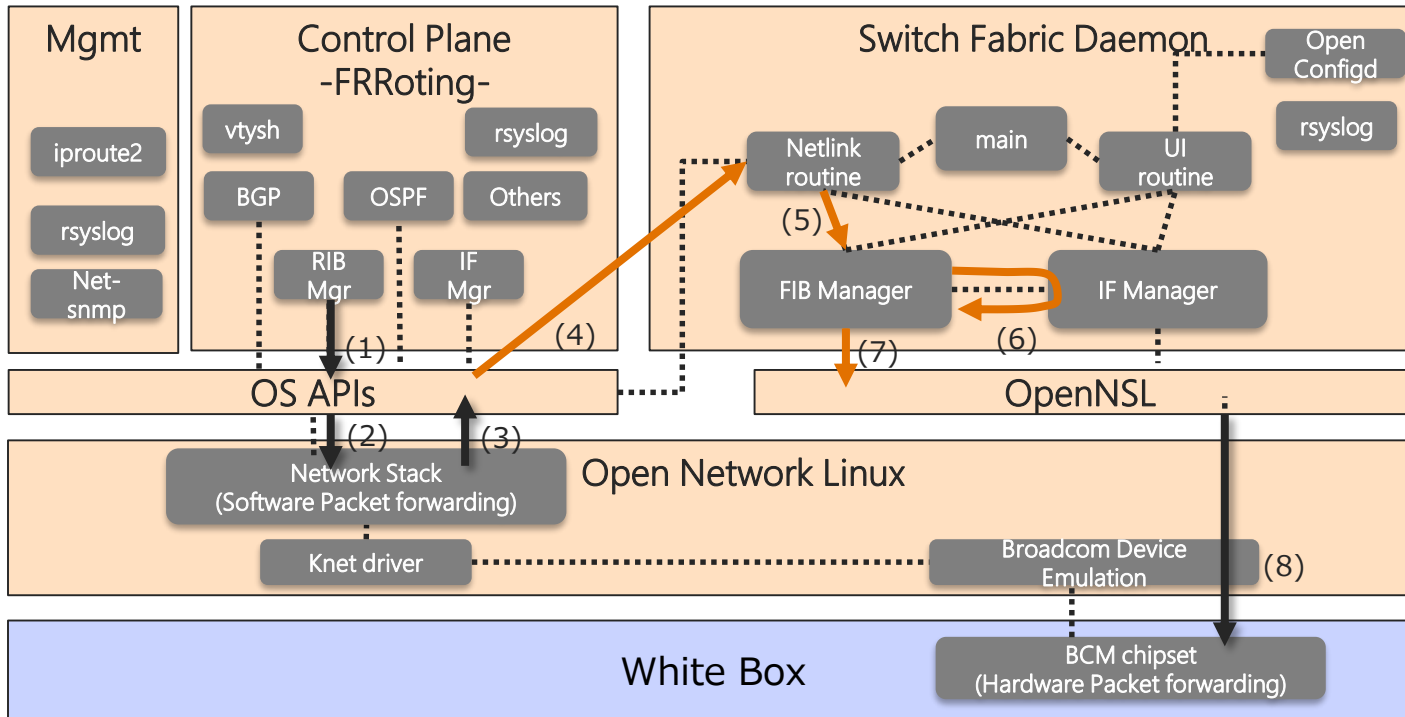 Mgmt
iproute2
rsyslog
Net-
snmp
Control Plane
-FRRoting-
vtysh
rsyslog
BGP
OSPF
Others
RIB
Mgr
IF
Mgr
(1)
(4)
Switch Fabric Daemon
Open
Configd
rsyslog
Netlink
routine
main
UI
routine
(5)
FIB Manager
IF Manager
(6)
(7)
OS APIs
OpenNSL
(2)
(3)
Network Stack
(Software Packet forwarding)
Open Network Linux
Knet driver
Broadcom Device
Emulation
(8)
White Box
BCM chipset
(Hardware Packet forwarding)